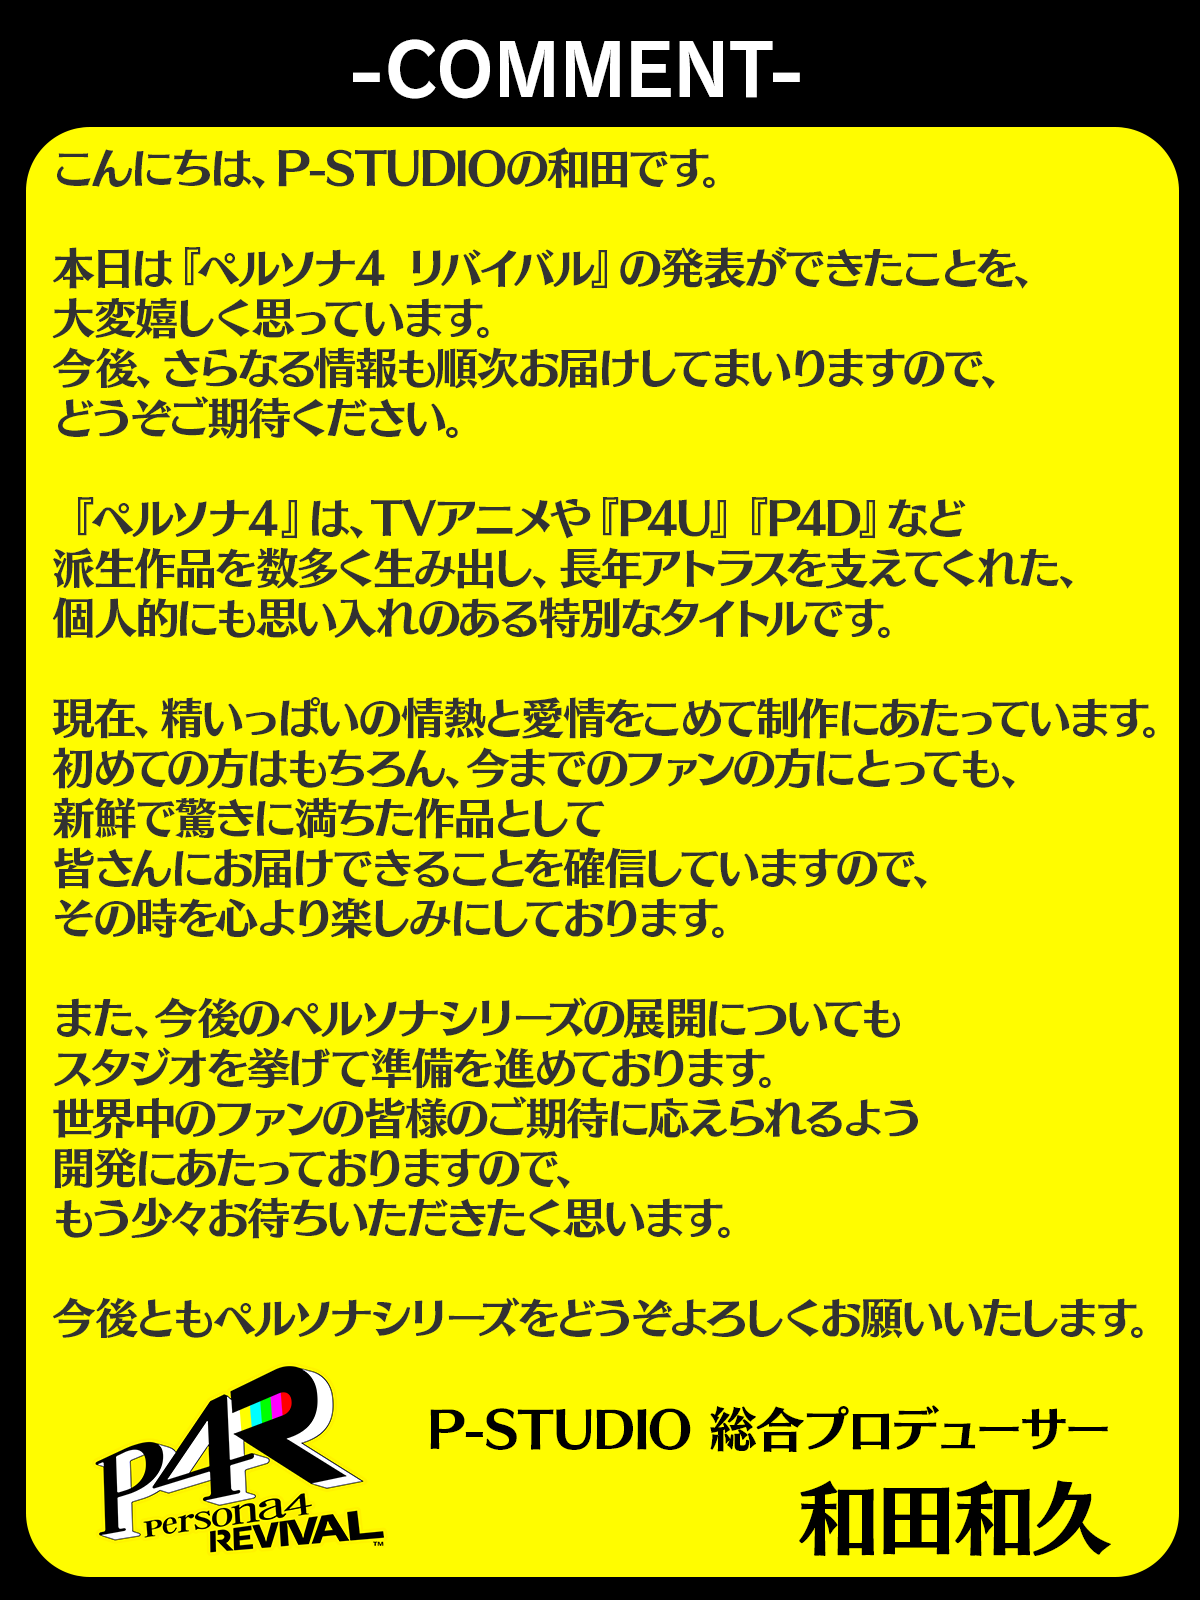 -COMMENT-
こんにちは、P-STUDIOの和田です。
本日は『ペルソナ4 リバイバル』の発表ができたことを、
大変嬉しく思っています。
今後、さらなる情報も順次お届けしてまいりますので、
どうぞご期待ください。
『ペルソナ4』は、TVアニメや『P4U』『P4D』など
派生作品を数多く生み出し、長年アトラスを支えてくれた、
個人的にも思い入れのある特別なタイトルです。
現在、精いっぱいの情熱と愛情をこめて制作にあたっています。
初めての方はもちろん、今までのファンの方にとっても、
新鮮で驚きに満ちた作品として
皆さんにお届けできることを確信していますので、
その時を心より楽しみにしております。
また、今後のペルソナシリーズの展開についても
スタジオを挙げて準備を進めております。
世界中のファンの皆様のご期待に応えられるよう
開発にあたっておりますので、
もう少々お待ちいただきたく思います。
今後ともペルソナシリーズをどうぞよろしくお願いいたします。
P4R
Persona4
REVIVAL™
P-STUDIO 総合プロデューサー
和田和久